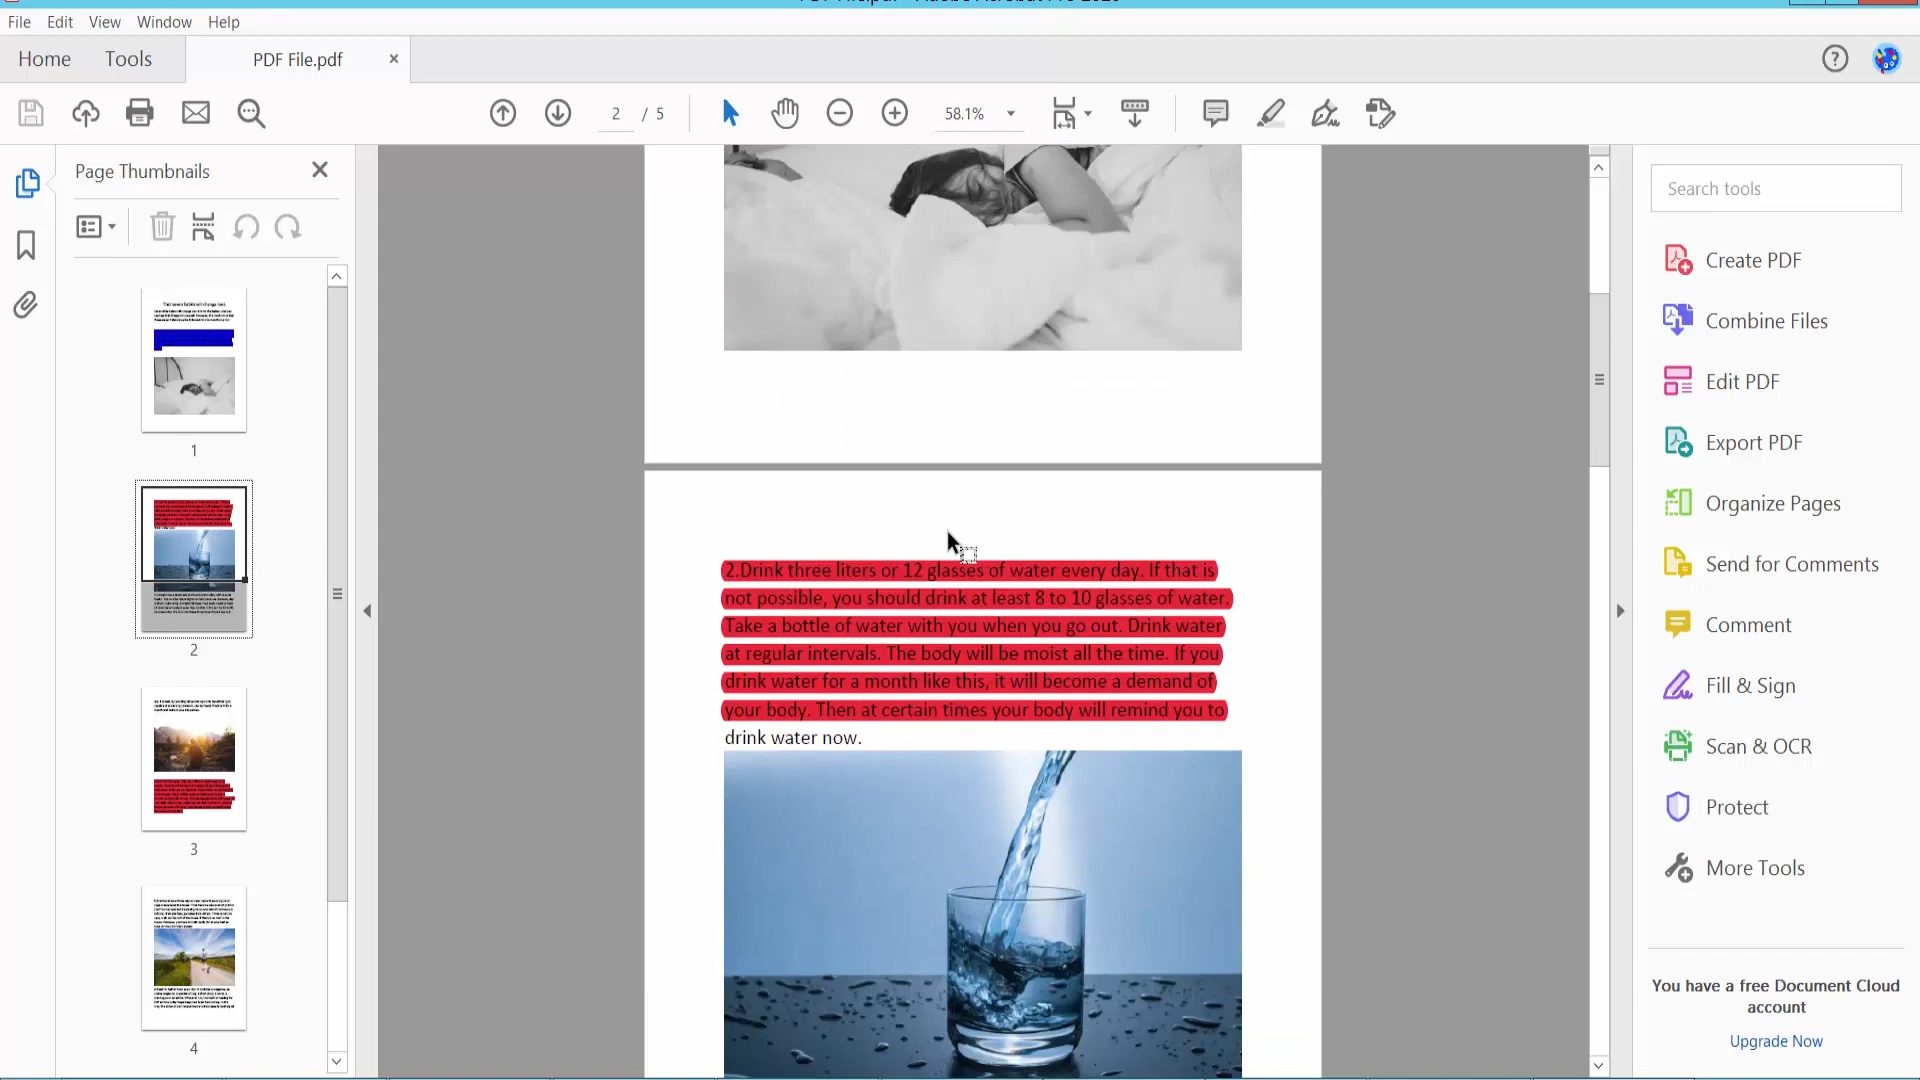 File Edit View Window Help
Home Tools PDF File.pdf
2 / 5 58.1%
Page Thumbnails
1
2
3
4
2.Drink three liters or 12 glasses of water every day. If that is
not possible, you should drink at least 8 to 10 glasses of water.
Take a bottle of water with you when you go out. Drink water
at regular intervals. The body will be moist all the time. If you
drink water for a month like this, it will become a demand of
your body. Then at certain times your body will remind you to
drink water now.
Search tools
Create PDF
Combine Files
Edit PDF
Export PDF
Organize Pages
Send for Comments
Comment
Fill & Sign
Scan & OCR
Protect
More Tools
You have a free Document Cloud
account
Upgrade Now